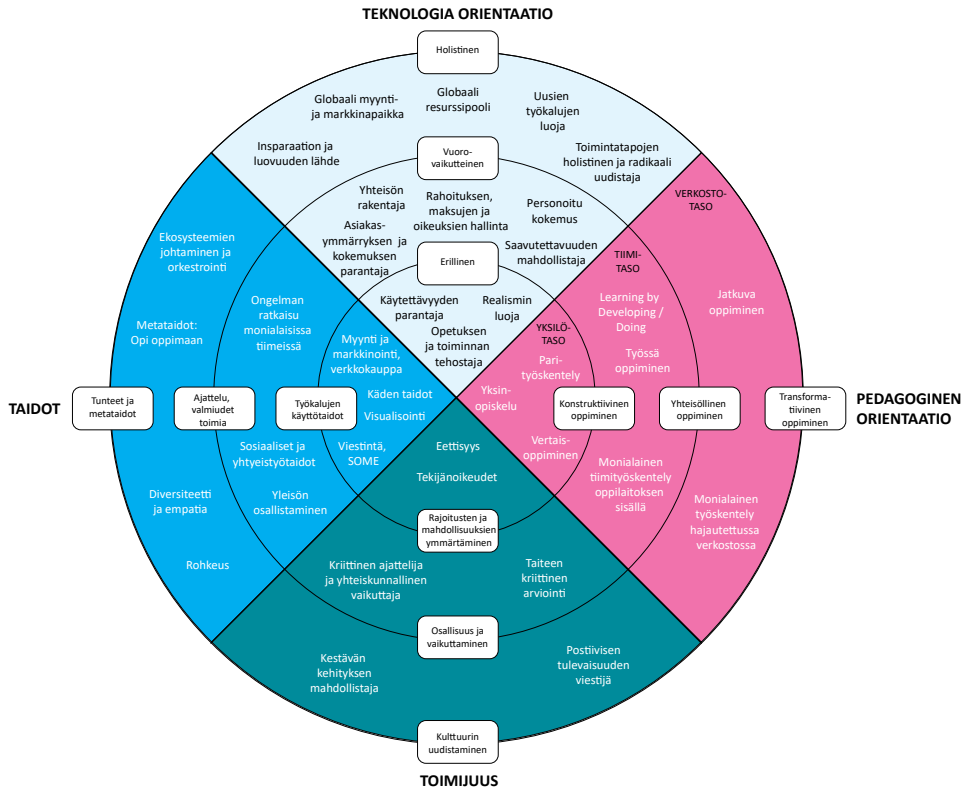 TEKNOLOGIA ORIENTAATIO
Holistinen
Globaali myynti-
ja markkinapaikka
Globaali
resurssipooli
Uusien
työkalujen
luoja
Insparaation ja
luovuuden lähde
Toimintatapojen
holistinen ja radikaali
uudistaja
Vuoro-
vaikutteinen
Yhteisön
rakentaja
Rahoituksen,
maksujen ja
oikeuksien hallinta
Personoitu
kokemus
Asiakas-
ymmärryksen ja
kokemuksen
parantaja
Saavutettavuuden
mahdollistaja
Erillinen
Käytettävyyden
parantaja
Realismin
luoja
Opetuksen
ja toiminnan
tehostaja
VERKOSTO-
TASO
TIIMI-
TASO
YKSILÖ-
TASO
Jatkuva
oppiminen
Learning by
Developing /
Doing
Työssä
oppiminen
Pari-
työskentely
Yksin-
opiskelu
Vertais-
oppiminen
Konstruktiivinen
oppiminen
Yhteisöllinen
oppiminen
Transforma-
tiivinen
oppiminen
PEDAGOGINEN
ORIENTAATIO
Monialainen
tiimityöskentely
oppilaitoksen
sisällä
Monialainen
työskentely
hajautettussa
verkostossa
TAIDOT
Tunteet ja
metataidot
Ajattelu,
valmiudet
toimia
Työkalujen
käyttötaidot
Ekosysteemien
johtaminen ja
orkestrointi
Metataidot:
Opi oppimaan
Ongelman
ratkaisu
monialaisissa
tiimeissä
Myynti ja
markkinointi,
verkkokauppa
Käden taidot
Visualisointi
Viestintä,
SOME
Sosiaaliset ja
yhtyeistyötaidot
Yleisön
osallistaminen
Diversiteetti
ja empatia
Rohkeus
Eettisyys
Tekijänoikeudet
Rajoitusten ja
mahdollisuuksien
ymmärtäminen
Kriittinen ajattelija
ja yhteiskunnallinen
vaikuttaja
Taiteen
kriittinen
arviointi
Osallisuus ja
vaikuttaminen
Kestävän
kehityksen
mahdollistaja
Postiivisen
tulevaisuuden
viestijä
Kulttuurin
uudistaminen
TOIMIJUUS